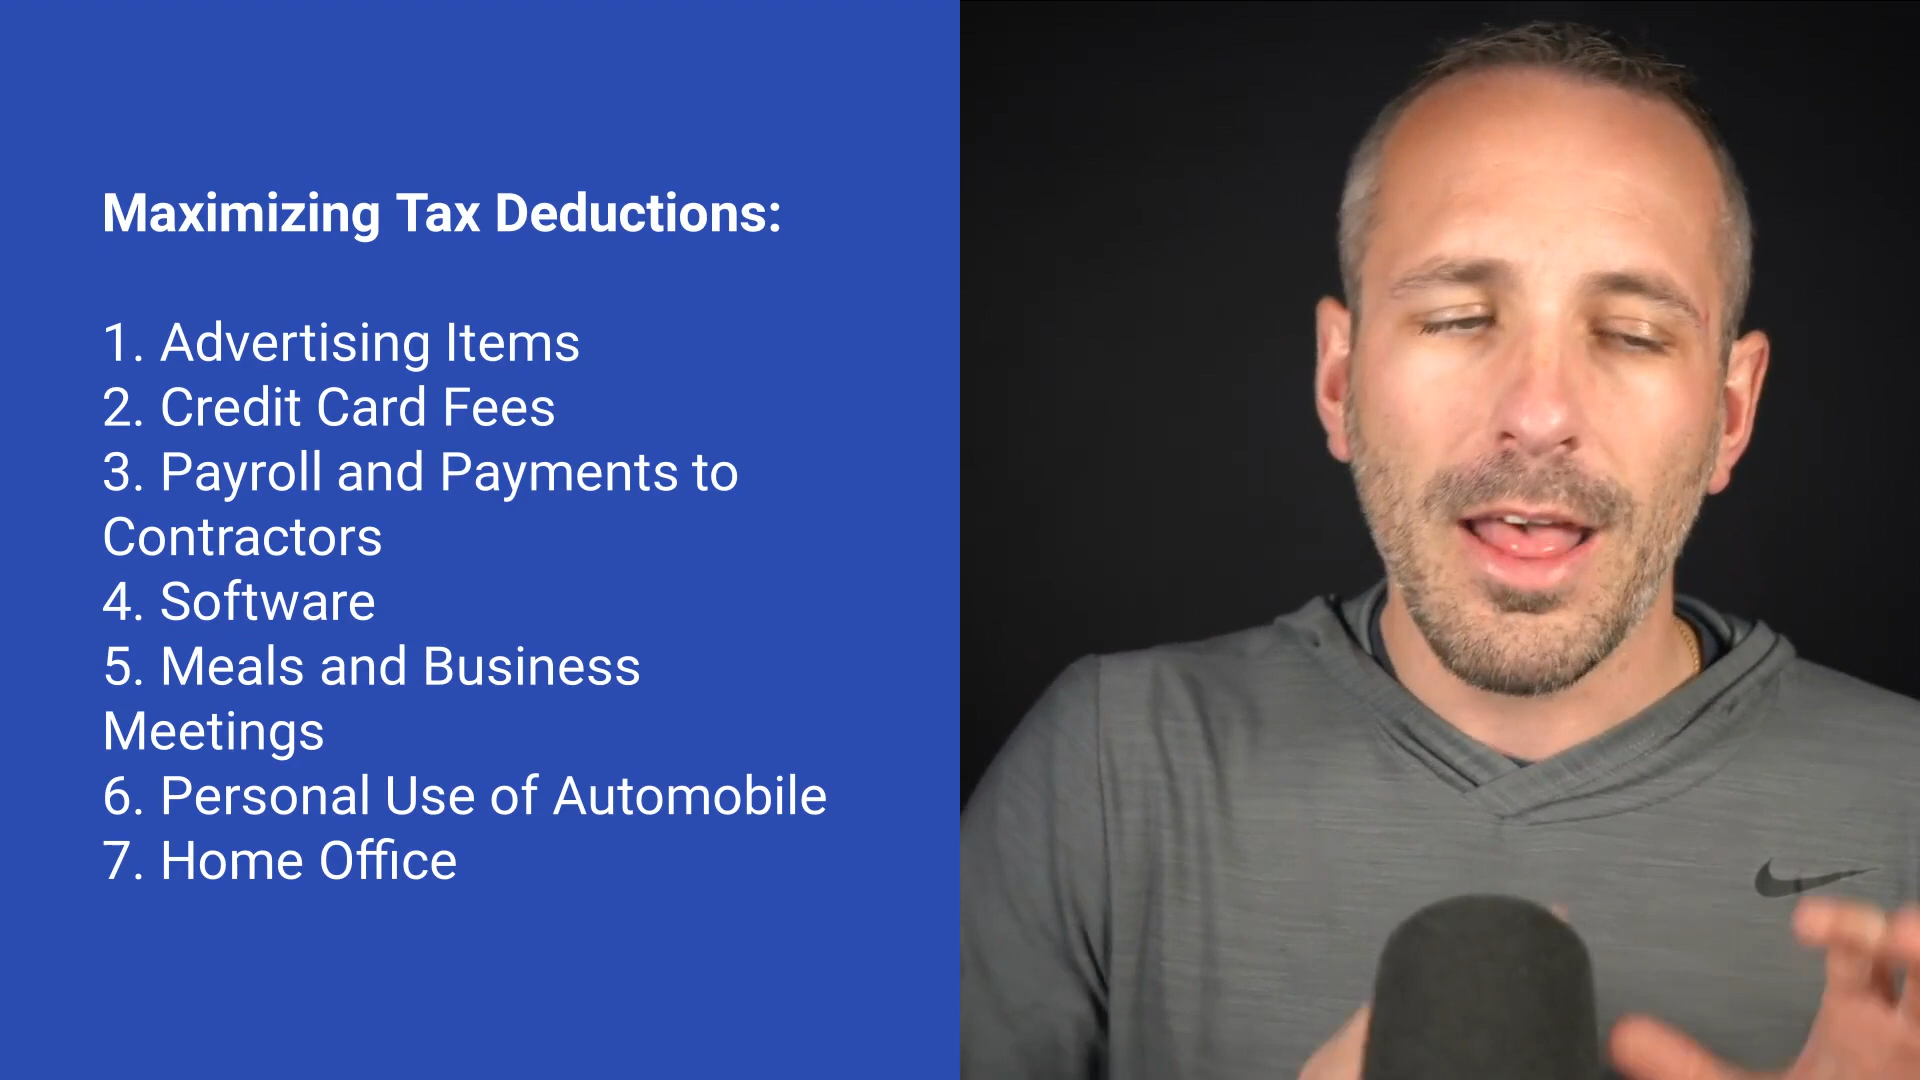 Maximizing Tax Deductions:
1. Advertising Items
2. Credit Card Fees
3. Payroll and Payments to
Contractors
4. Software
5. Meals and Business
Meetings
6. Personal Use of Automobile
7. Home Office